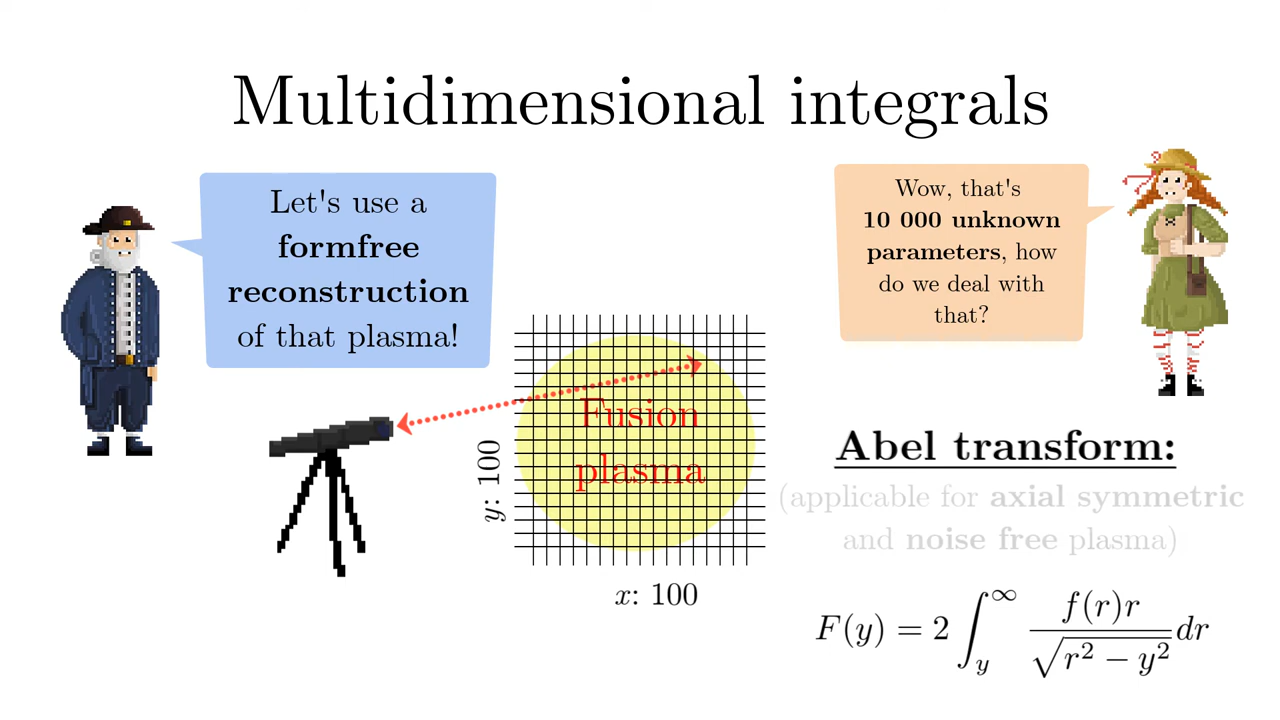 Multidimensional integrals
Let's use a
formfree
reconstruction
of that plasma!
Wow, that's
10 000 unknown
parameters, how
do we deal with
that?
Fusion
plasma
y: 100
x: 100
Abel transform:
(applicable for axial symmetric
and noise free plasma)
F(y) = 2 ∫_y^∞ f(r)r / √(r² − y²) dr